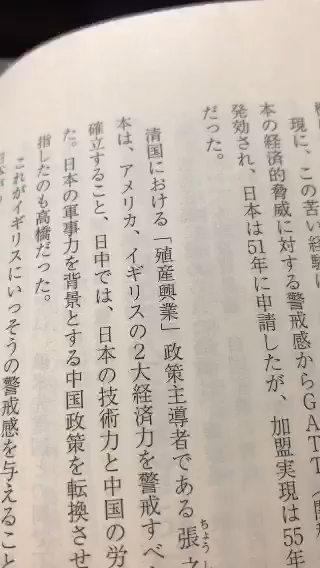 現に、この苦い経験は
本の経済的脅威に対する警戒感からGATT(関
発効され、日本は51年に申請したが、加盟実現は55年
だった。
清国における「殖産興業」政策主導者である張之
ちょうし
本は、アメリカ、イギリスの2大経済力を警戒すべ
確立すること、日中では、日本の技術力と中国の労
た。日本の軍事力を背景とする中国政策を転換させ
指したのも高橋だった。
これがイギリスにいっそうの警戒感を与えること